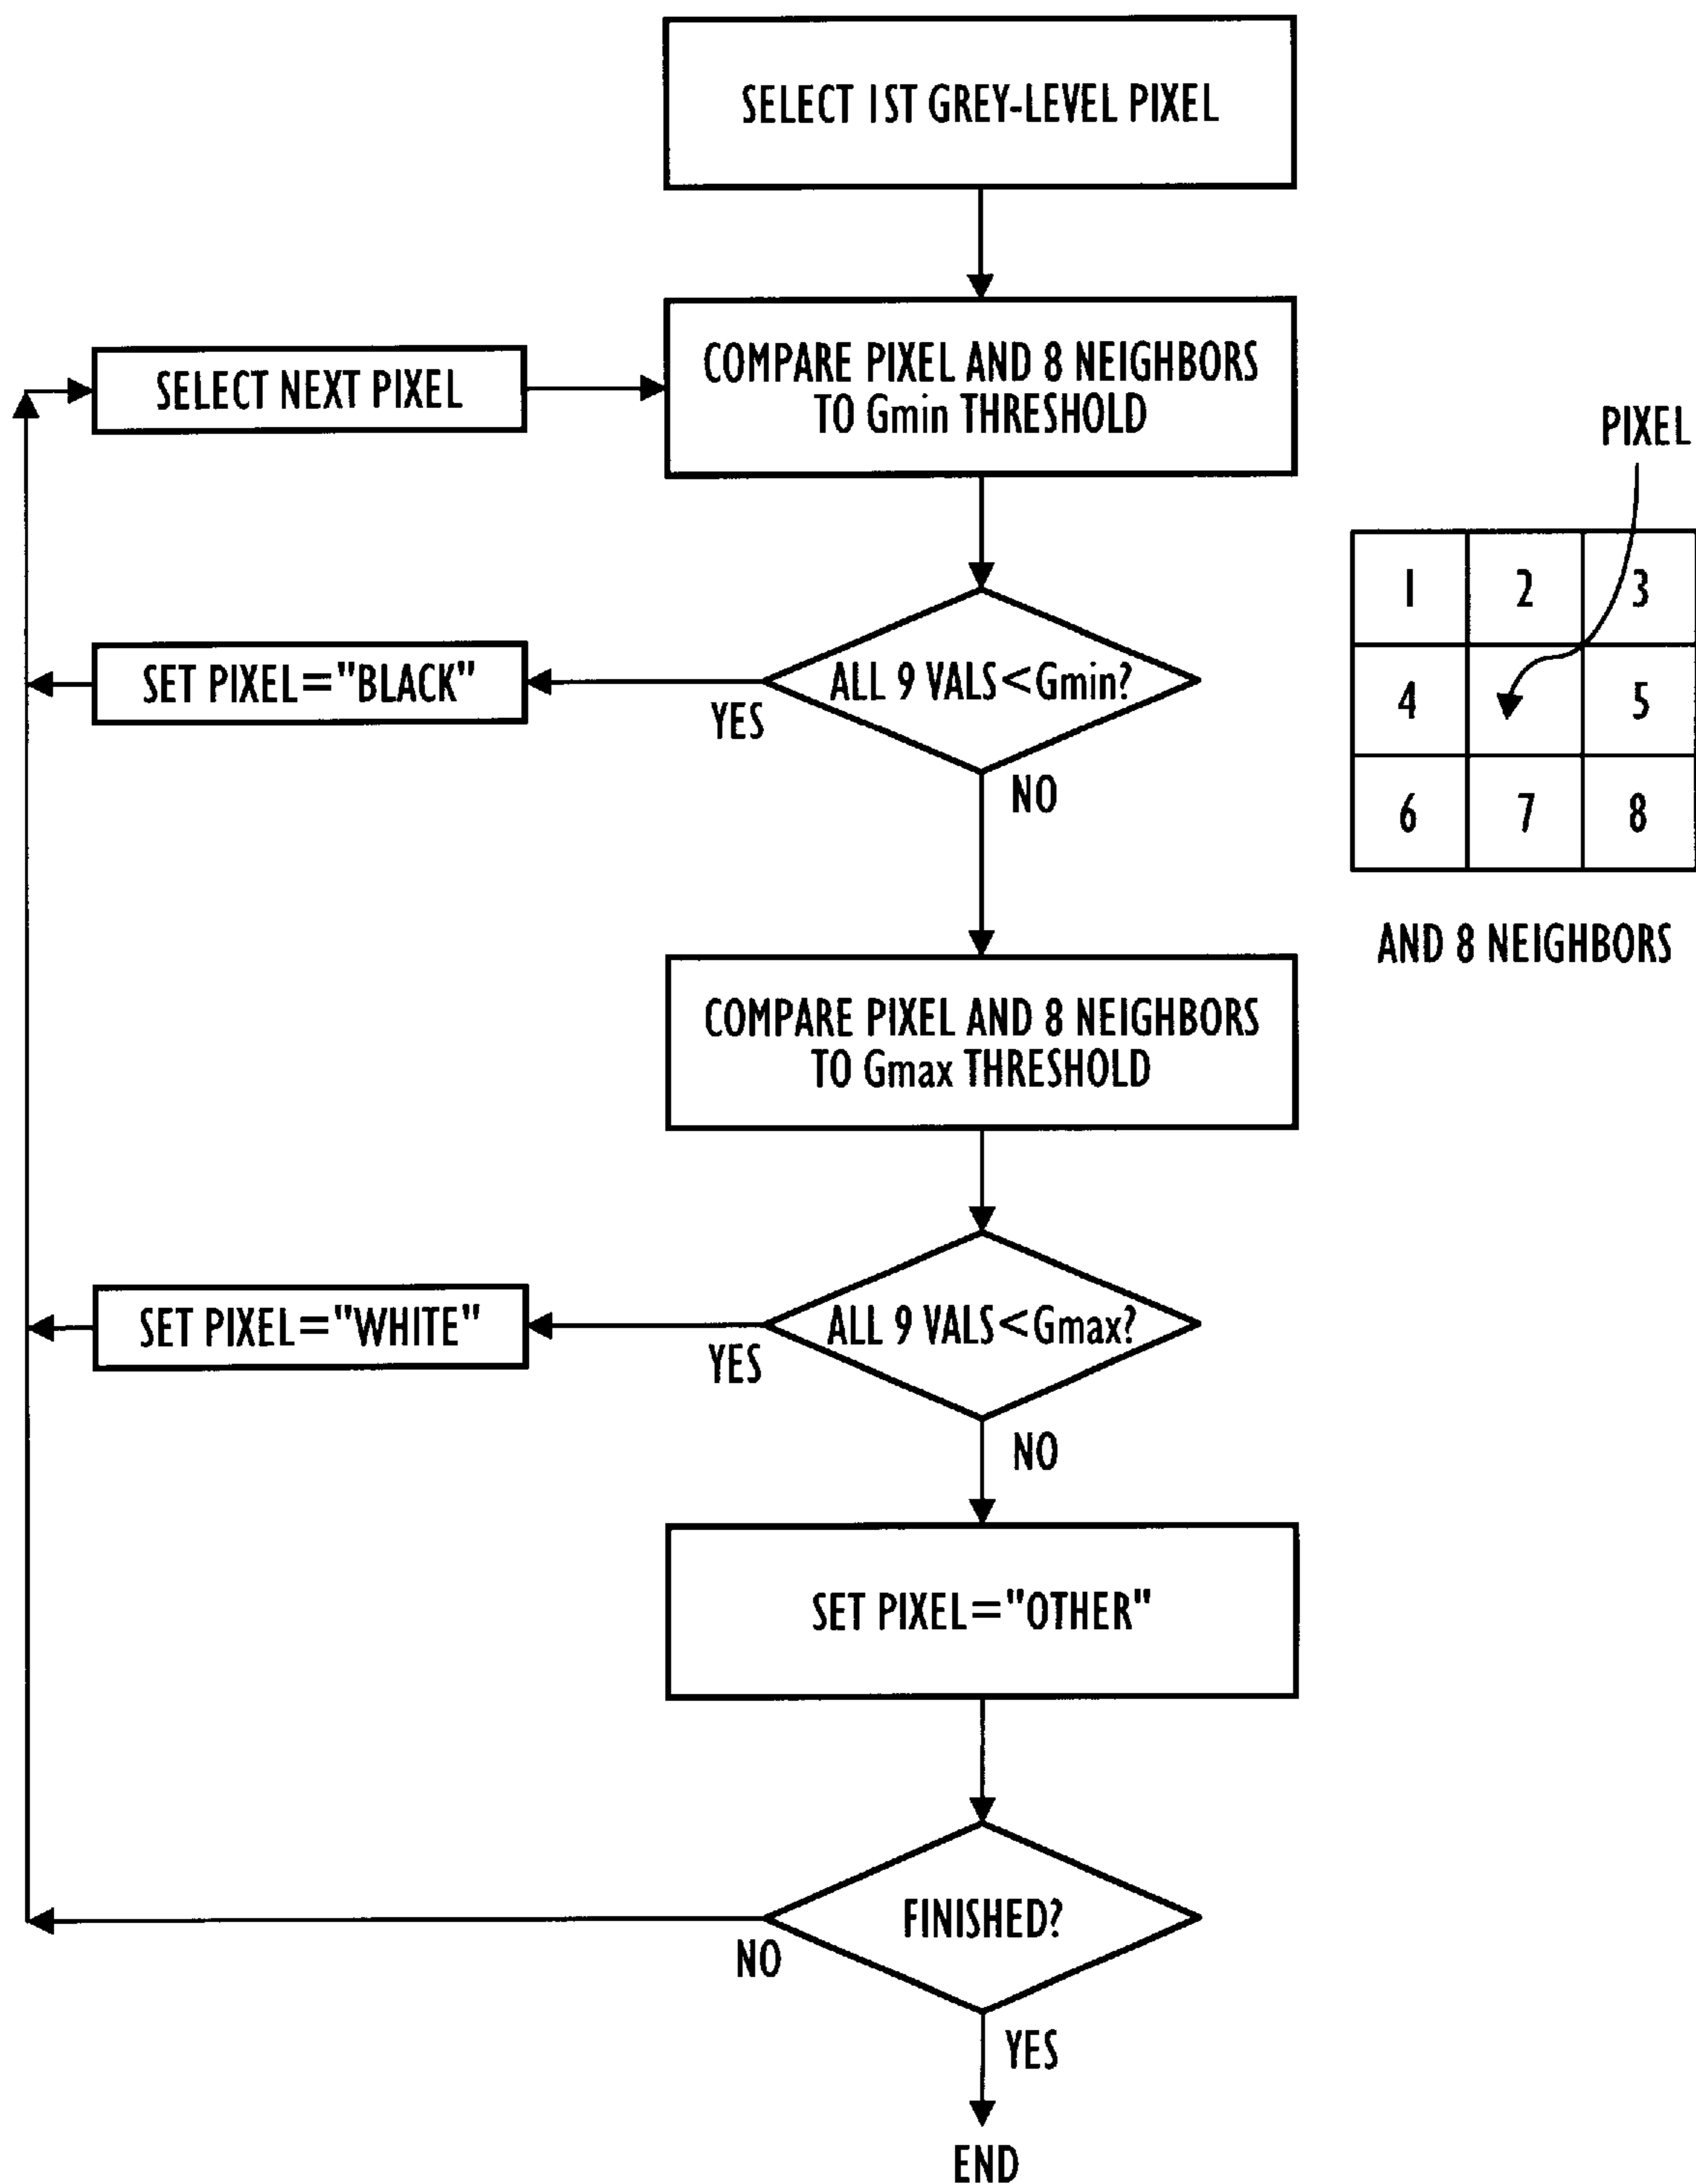 SELECT 1ST GREY-LEVEL PIXEL
SELECT NEXT PIXEL
COMPARE PIXEL AND 8 NEIGHBORS
TO Gmin THRESHOLD
PIXEL
1 2 3
4 5
6 7 8
AND 8 NEIGHBORS
SET PIXEL="BLACK"
YES
ALL 9 VALS<Gmin?
NO
COMPARE PIXEL AND 8 NEIGHBORS
TO Gmax THRESHOLD
SET PIXEL="WHITE"
YES
ALL 9 VALS<Gmax?
NO
SET PIXEL="OTHER"
FINISHED?
NO
YES
END